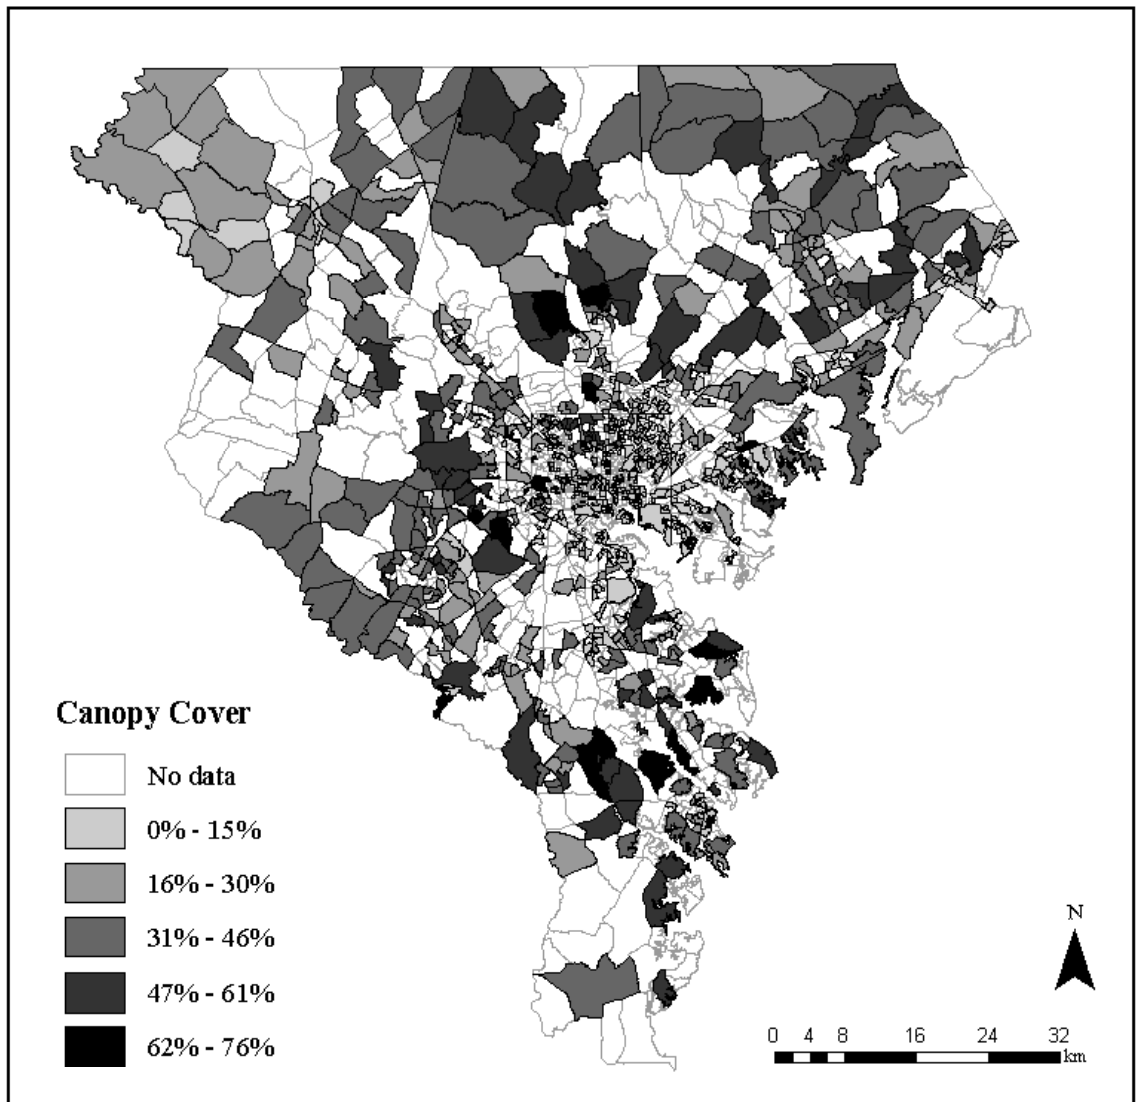 Canopy Cover
No data
0% - 15%
16% - 30%
31% - 46%
47% - 61%
62% - 76%
N
0 4 8 16 24 32
km